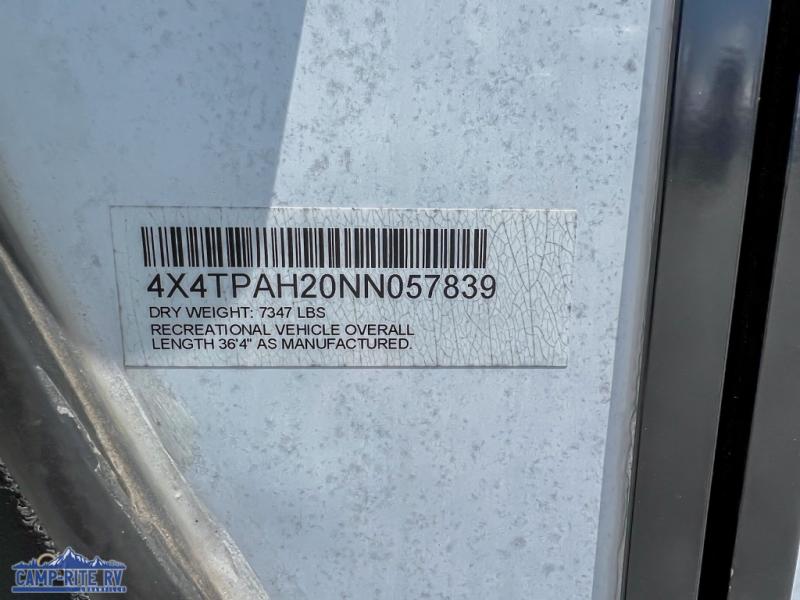 4X4TPAH20NN057839
DRY WEIGHT: 7347 LBS
RECREATIONAL VEHICLE OVERALL
LENGTH 36'4" AS MANUFACTURED.
CAMP-RITE RV